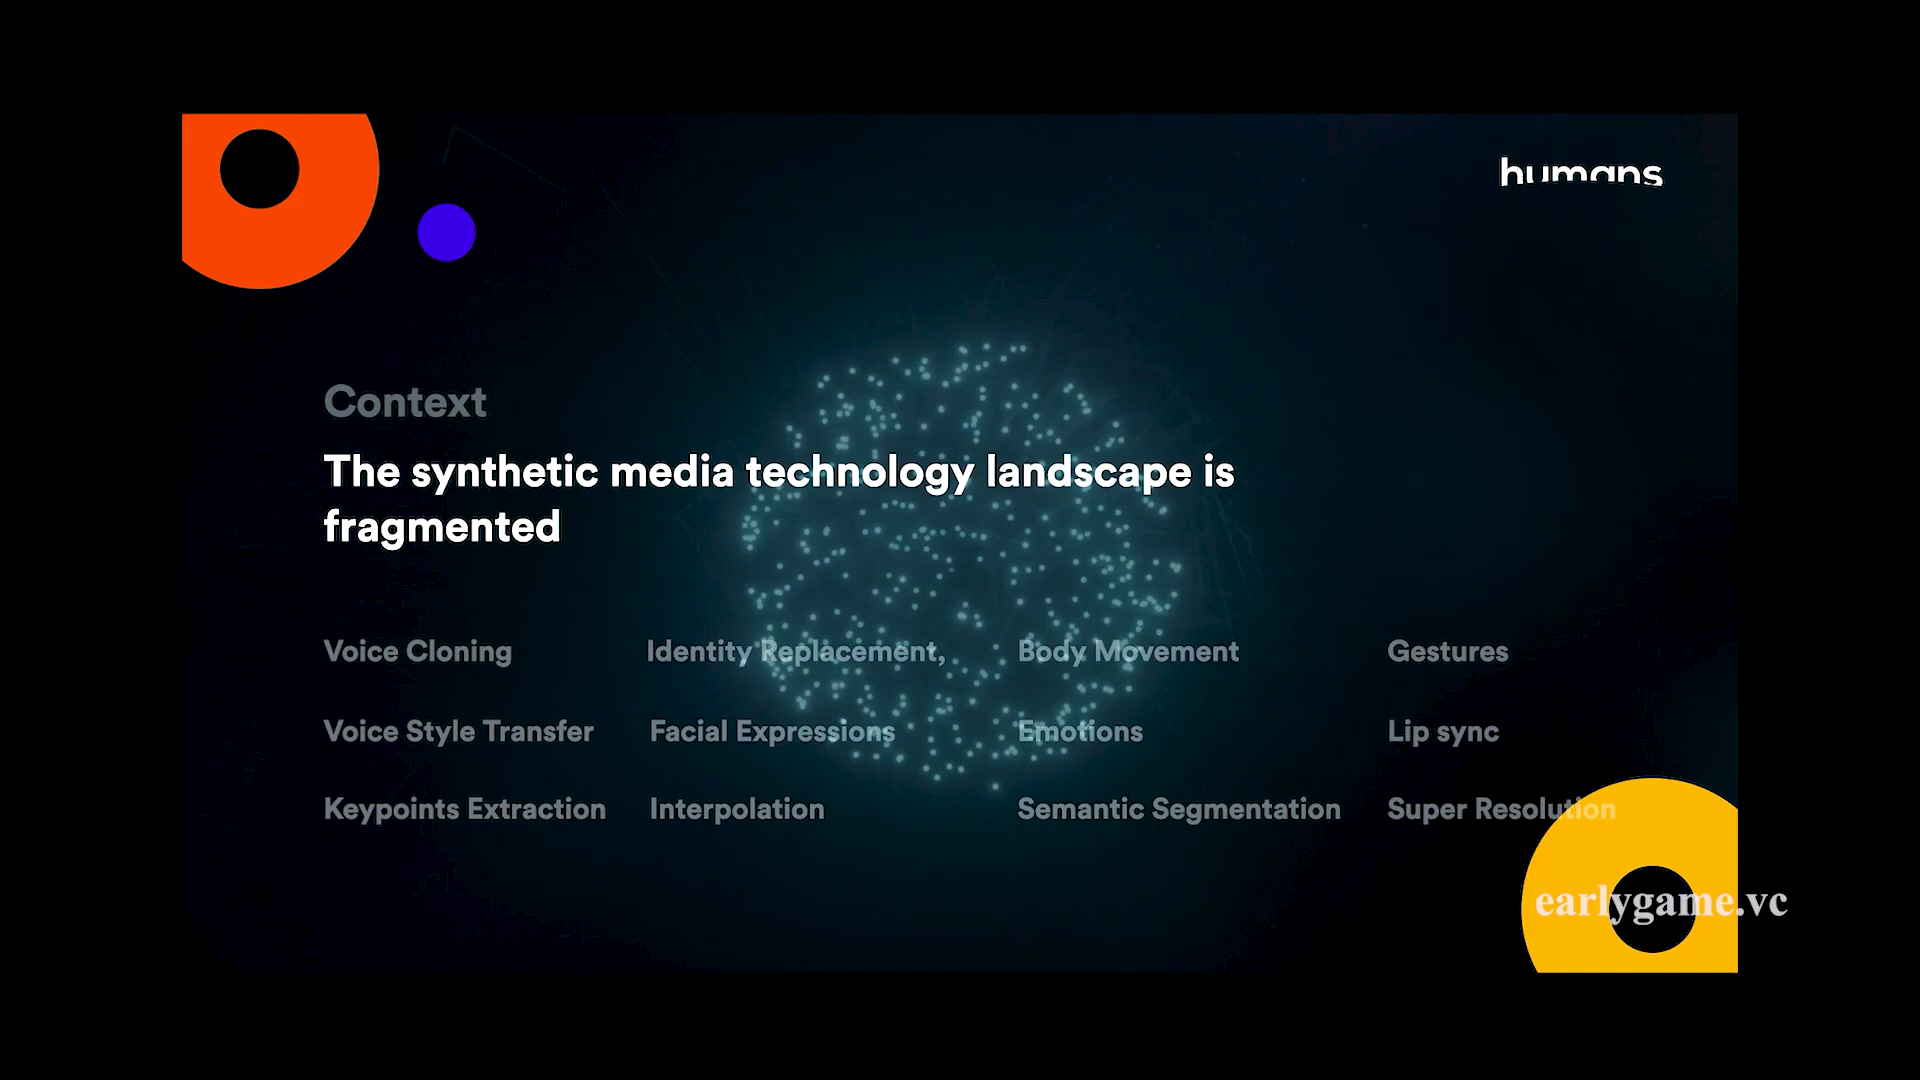 humans
Context
The synthetic media technology landscape is
fragmented
Voice Cloning
Identity Replacement,
Body Movement
Gestures
Voice Style Transfer
Facial Expressions
Emotions
Lip sync
Keypoints Extraction
Interpolation
Semantic Segmentation
Super Resolution
earlygame.vc